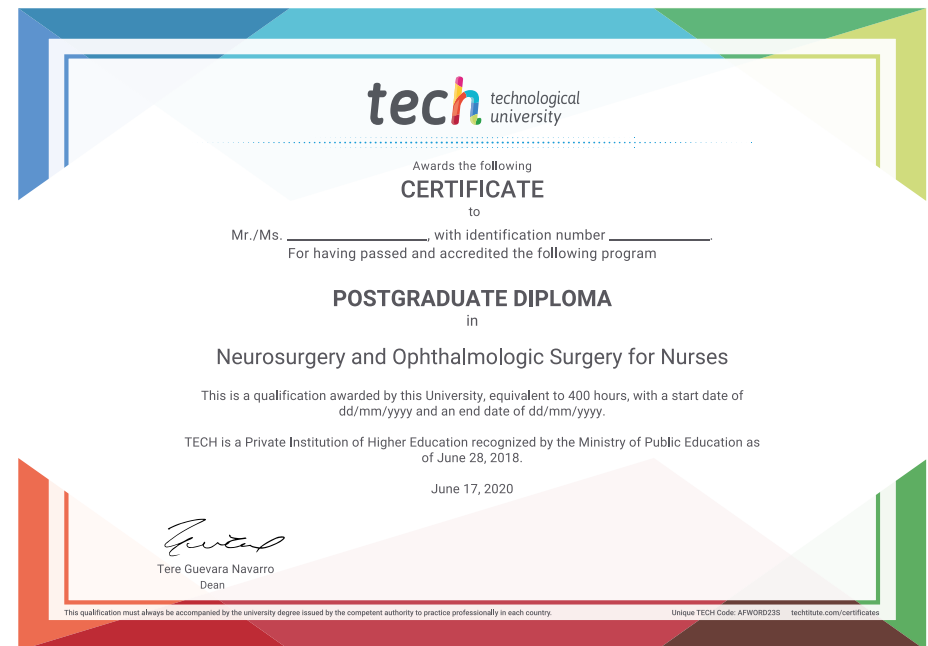 tech technological
university
Awards the following
CERTIFICATE
to
Mr./Ms. ____________________, with identification number ______________.
For having passed and accredited the following program
POSTGRADUATE DIPLOMA
in
Neurosurgery and Ophthalmologic Surgery for Nurses
This is a qualification awarded by this University, equivalent to 400 hours, with a start date of
dd/mm/yyyy and an end date of dd/mm/yyyy.
TECH is a Private Institution of Higher Education recognized by the Ministry of Public Education as
of June 28, 2018.
June 17, 2020
Tere Guevara Navarro
Dean
This qualification must always be accompanied by the university degree issued by the competent authority to practice professionally in each country. Unique TECH Code: AFWORD23S techtitute.com/certificates